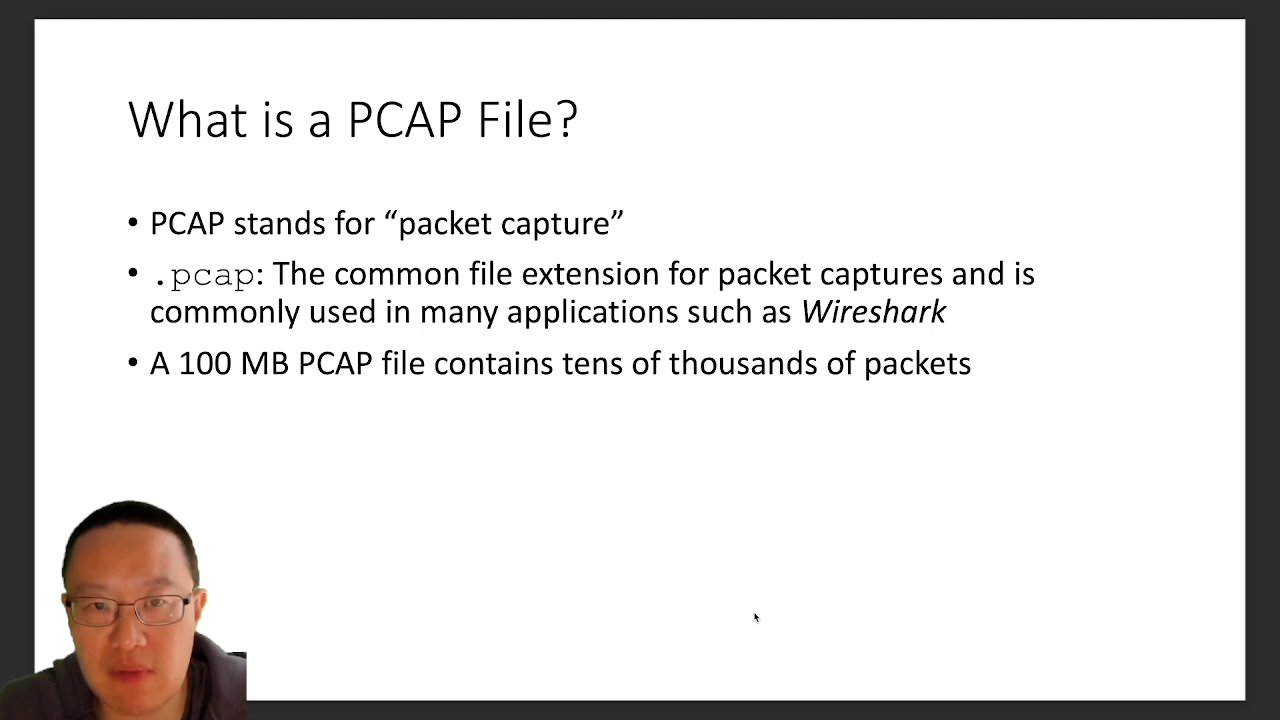 What is a PCAP File?
• PCAP stands for “packet capture”
• .pcap: The common file extension for packet captures and is
commonly used in many applications such as Wireshark
• A 100 MB PCAP file contains tens of thousands of packets